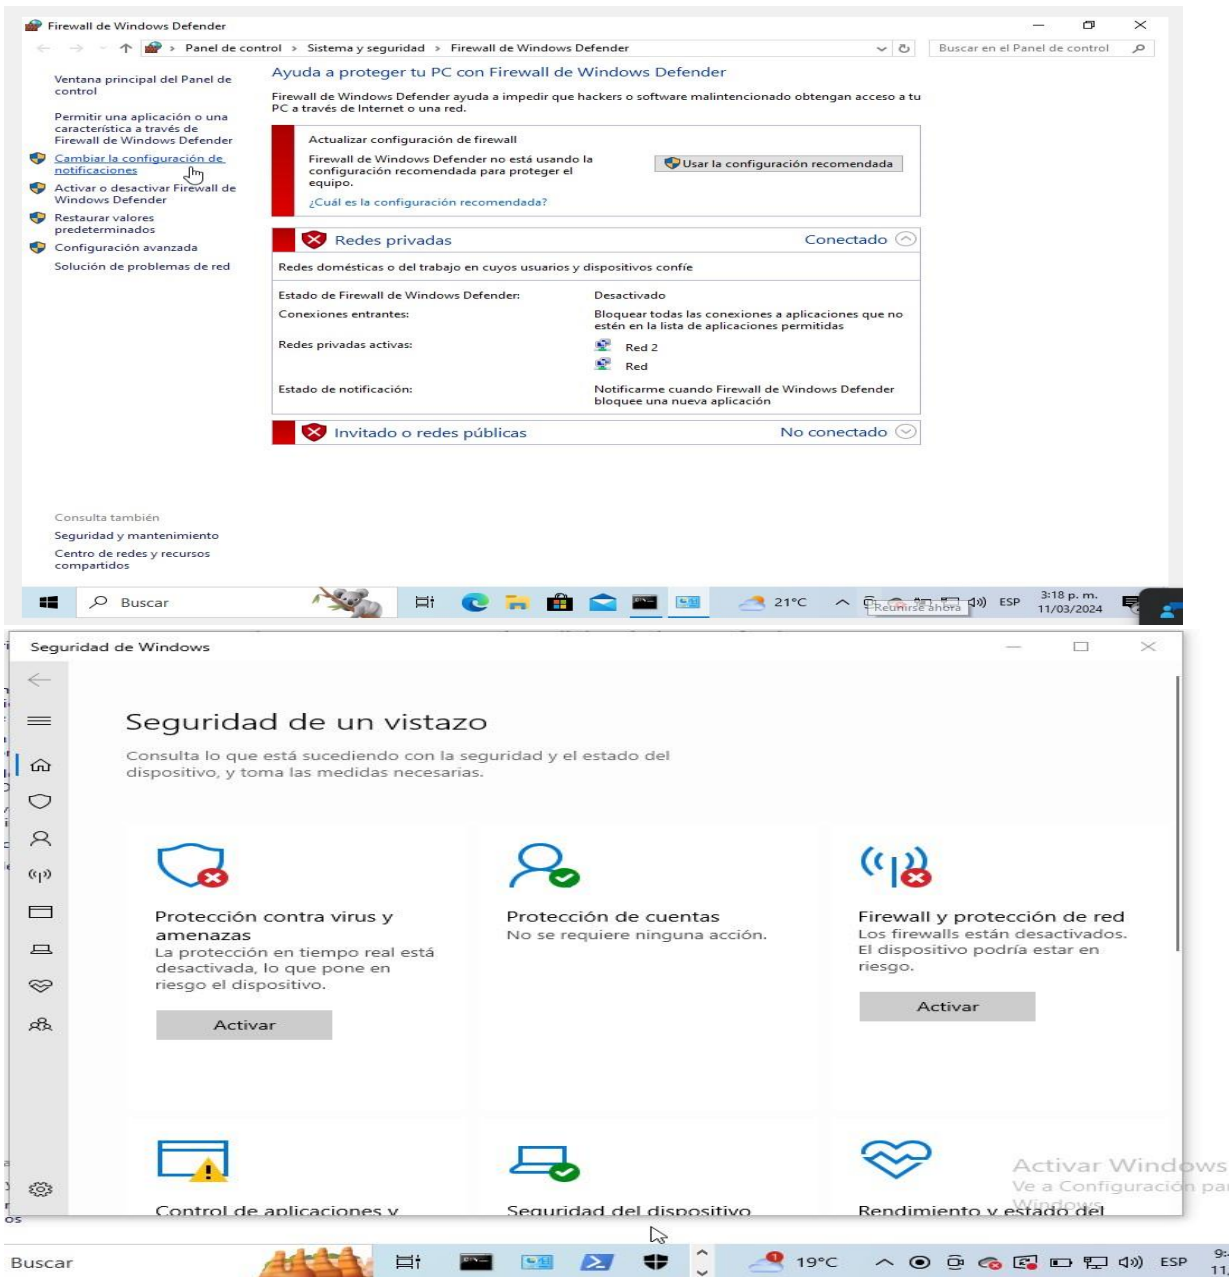 Firewall de Windows Defender
Panel de control > Sistema y seguridad > Firewall de Windows Defender
Buscar en el Panel de control
Ventana principal del Panel de
control
Permitir una aplicación o una
característica a través de
Firewall de Windows Defender
Cambiar la configuración de
notificaciones
Activar o desactivar Firewall de
Windows Defender
Restaurar valores
predeterminados
Configuración avanzada
Solución de problemas de red
Ayuda a proteger tu PC con Firewall de Windows Defender
Firewall de Windows Defender ayuda a impedir que hackers o software malintencionado obtengan acceso a tu
PC a través de Internet o una red.
Actualizar configuración de firewall
Firewall de Windows Defender no está usando la
configuración recomendada para proteger el
equipo.
Usar la configuración recomendada
¿Cuál es la configuración recomendada?
Redes privadas
Conectado
Redes domésticas o del trabajo en cuyos usuarios y dispositivos confíe
Estado de Firewall de Windows Defender:
Desactivado
Conexiones entrantes:
Bloquear todas las conexiones a aplicaciones que no
estén en la lista de aplicaciones permitidas
Redes privadas activas:
Red 2
Red
Estado de notificación:
Notificarme cuando Firewall de Windows Defender
bloquee una nueva aplicación
Invitado o redes públicas
No conectado
Consulta también
Seguridad y mantenimiento
Centro de redes y recursos
compartidos
Buscar
21°C
Reunirse ahora
ESP
3:18 p. m.
11/03/2024
Seguridad de Windows
Seguridad de un vistazo
Consulta lo que está sucediendo con la seguridad y el estado del
dispositivo, y toma las medidas necesarias.
Protección contra virus y
amenazas
La protección en tiempo real está
desactivada, lo que pone en
riesgo el dispositivo.
Activar
Protección de cuentas
No se requiere ninguna acción.
Firewall y protección de red
Los firewalls están desactivados.
El dispositivo podría estar en
riesgo.
Activar
Control de aplicaciones y
Seguridad del dispositivo
Rendimiento y estado del
Activar Windows
Ve a Configuración par
Windows
os
Buscar
1
19°C
ESP
9:
11/